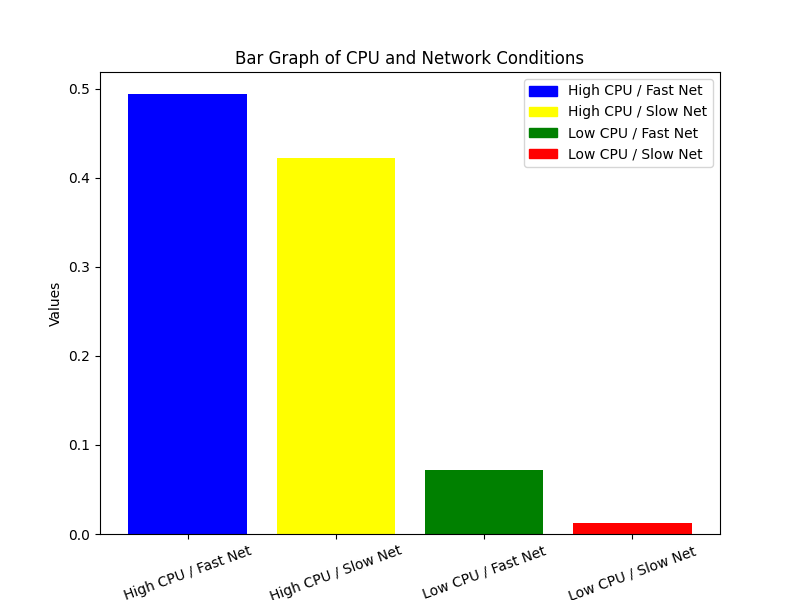 Bar Graph of CPU and Network Conditions
High CPU / Fast Net
High CPU / Slow Net
Low CPU / Fast Net
Low CPU / Slow Net
0.5
0.4
0.3
0.2
0.1
0.0
Values
High CPU / Fast Net
High CPU / Slow Net
Low CPU / Fast Net
Low CPU / Slow Net